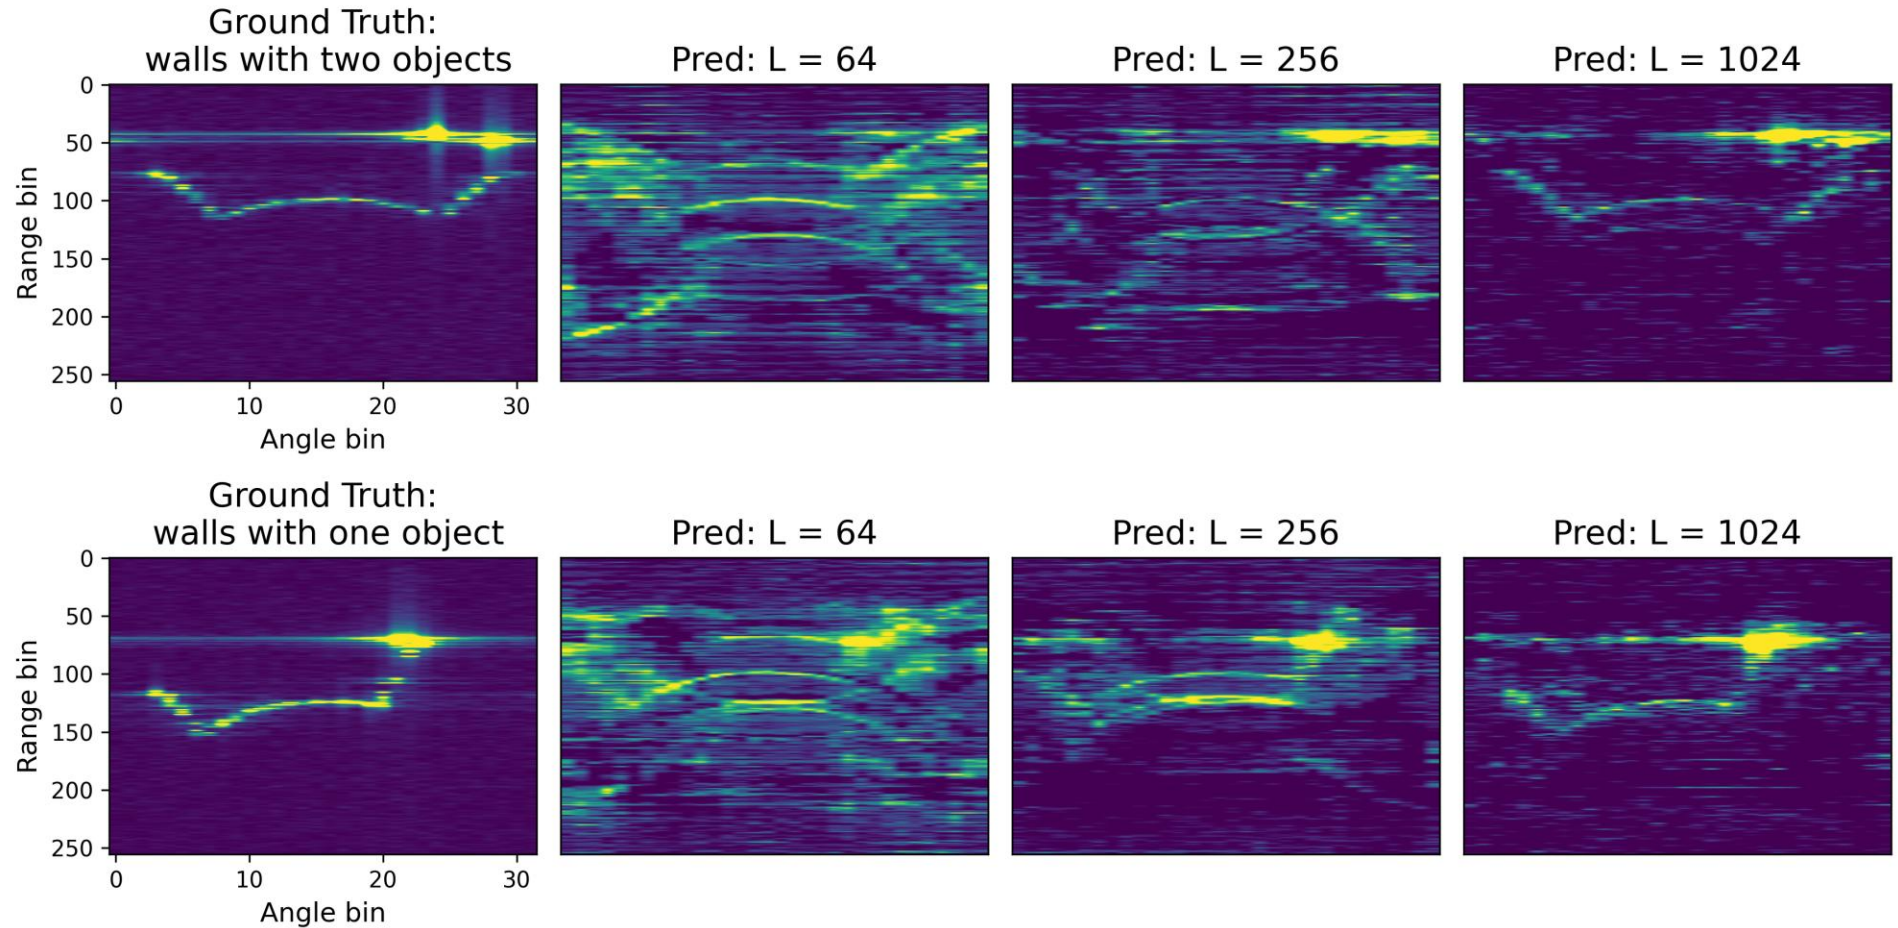 Ground Truth:
walls with two objects
Pred: L = 64
Pred: L = 256
Pred: L = 1024
Range bin
0
50
100
150
200
250
0 10 20 30
Angle bin
Ground Truth:
walls with one object
Pred: L = 64
Pred: L = 256
Pred: L = 1024
Range bin
0
50
100
150
200
250
0 10 20 30
Angle bin